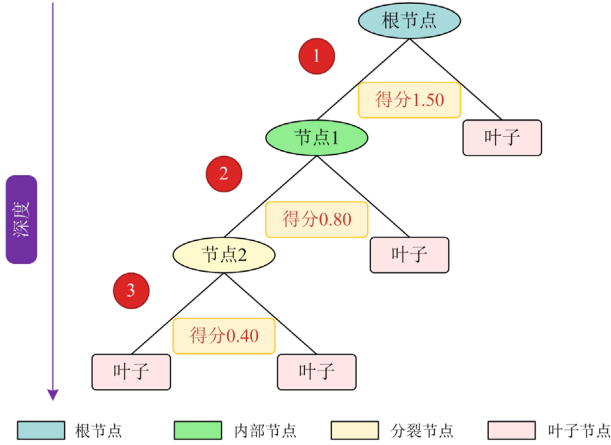 根节点
1
得分1.50
节点1
叶子
2
得分0.80
深度
节点2
叶子
3
得分0.40
叶子
叶子
根节点
内部节点
分裂节点
叶子节点